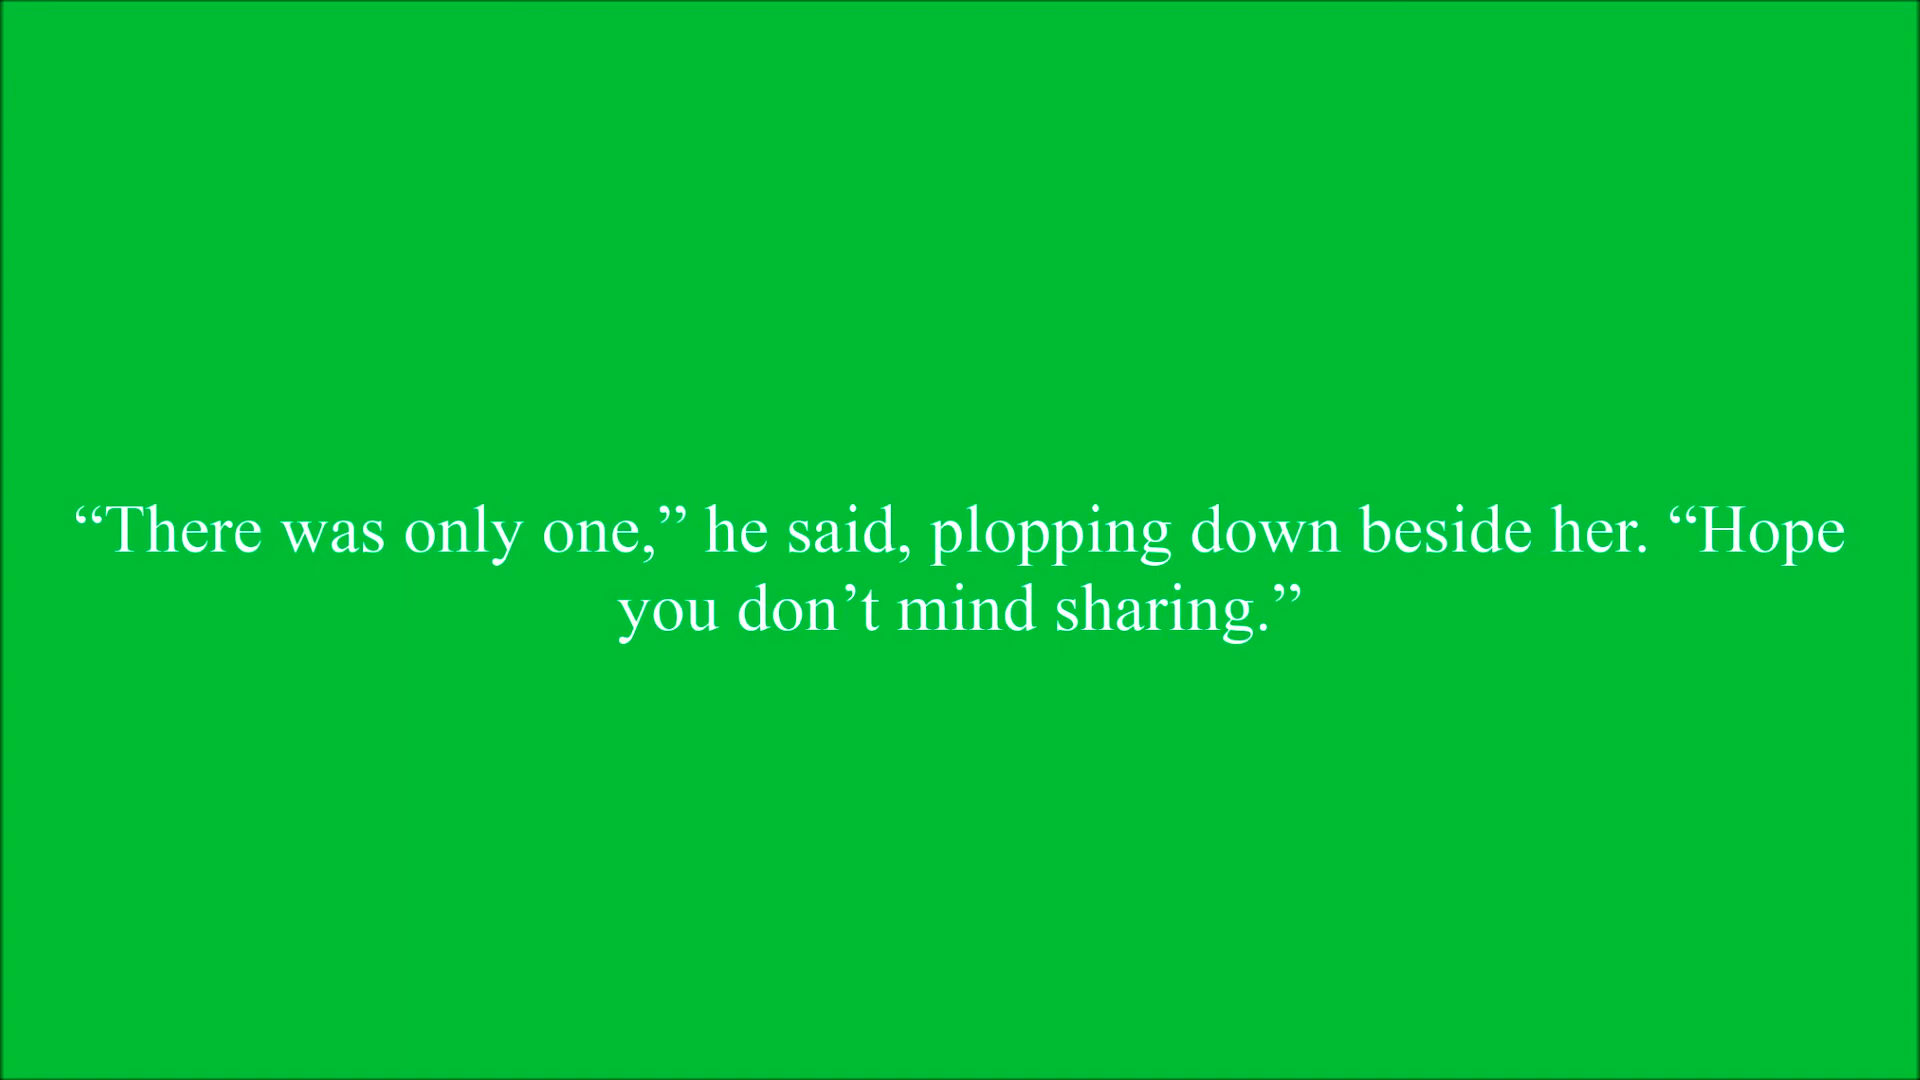 “There was only one,” he said, plopping down beside her. “Hope
you don’t mind sharing.”